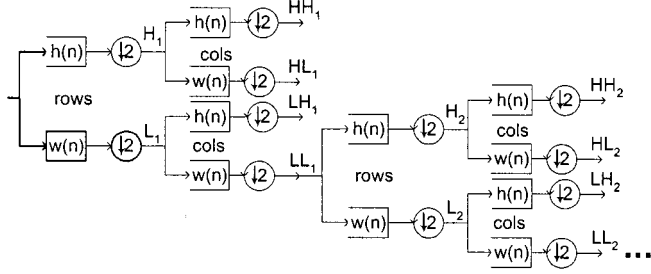 h(n) ↓2 H₁ h(n) ↓2 HH₁
cols
w(n) ↓2 HL₁
rows
w(n) ↓2 L₁ h(n) ↓2 LH₁
cols
w(n) ↓2 LL₁
h(n) ↓2 H₂ h(n) ↓2 HH₂
cols
w(n) ↓2 HL₂
rows
w(n) ↓2 L₂ h(n) ↓2 LH₂
cols
w(n) ↓2 LL₂ ...